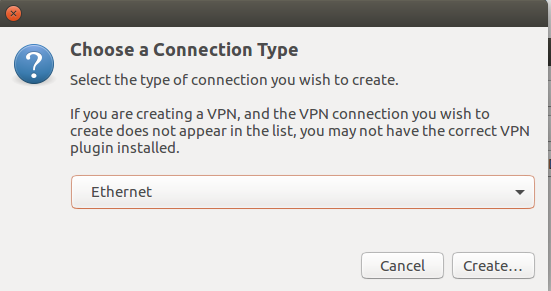 Choose a Connection Type
Select the type of connection you wish to create.
If you are creating a VPN, and the VPN connection you wish to
create does not appear in the list, you may not have the correct VPN
plugin installed.
Ethernet
Cancel
Create...